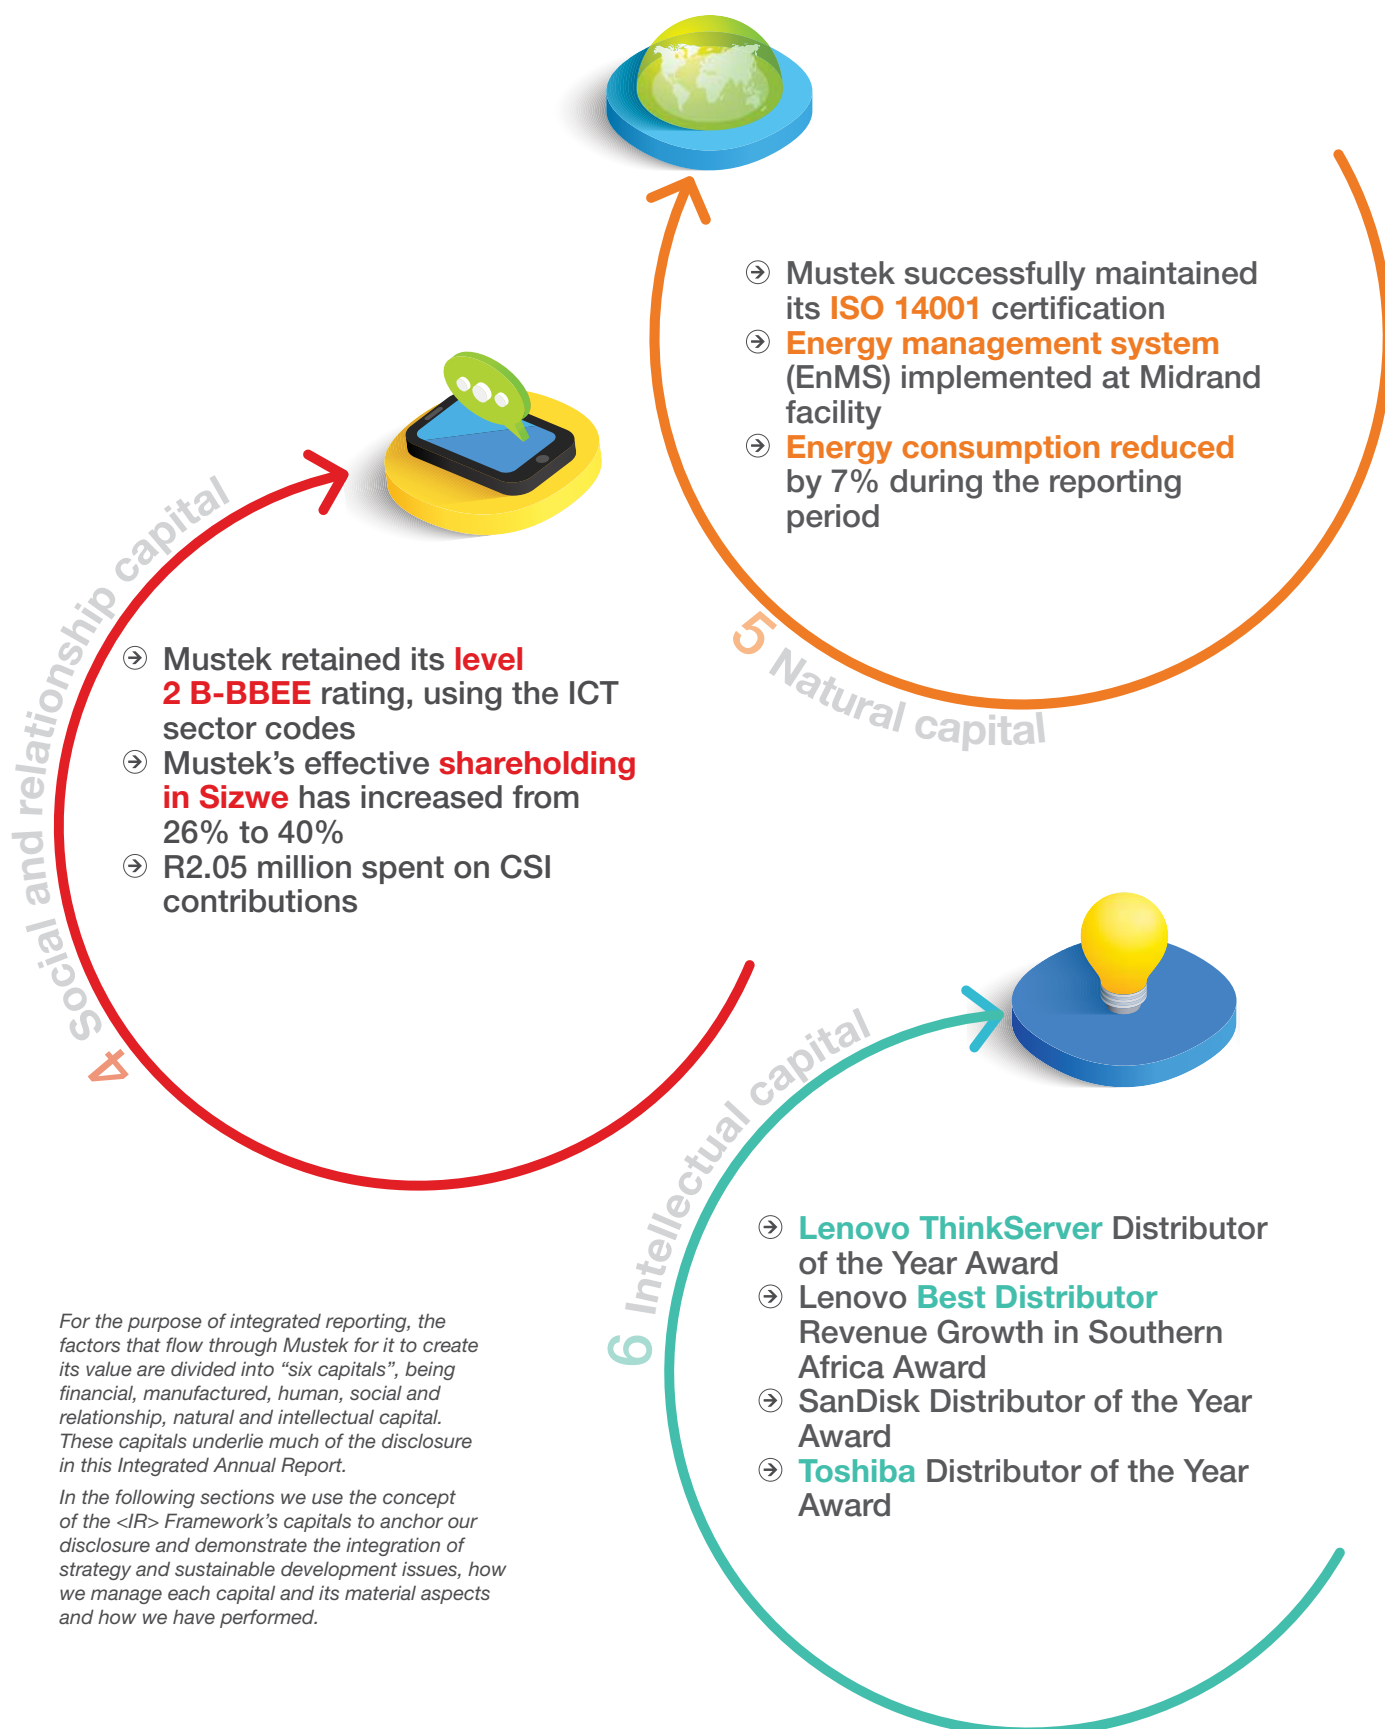 4 Social and relationship capital
Mustek retained its level
2 B-BBEE rating, using the ICT
sector codes
Mustek’s effective shareholding
in Sizwe has increased from
26% to 40%
R2.05 million spent on CSI
contributions
5 Natural capital
Mustek successfully maintained
its ISO 14001 certification
Energy management system
(EnMS) implemented at Midrand
facility
Energy consumption reduced
by 7% during the reporting
period
6 Intellectual capital
Lenovo ThinkServer Distributor
of the Year Award
Lenovo Best Distributor
Revenue Growth in Southern
Africa Award
SanDisk Distributor of the Year
Award
Toshiba Distributor of the Year
Award
For the purpose of integrated reporting, the
factors that flow through Mustek for it to create
its value are divided into “six capitals”, being
financial, manufactured, human, social and
relationship, natural and intellectual capital.
These capitals underlie much of the disclosure
in this Integrated Annual Report.
In the following sections we use the concept
of the <IR> Framework’s capitals to anchor our
disclosure and demonstrate the integration of
strategy and sustainable development issues, how
we manage each capital and its material aspects
and how we have performed.